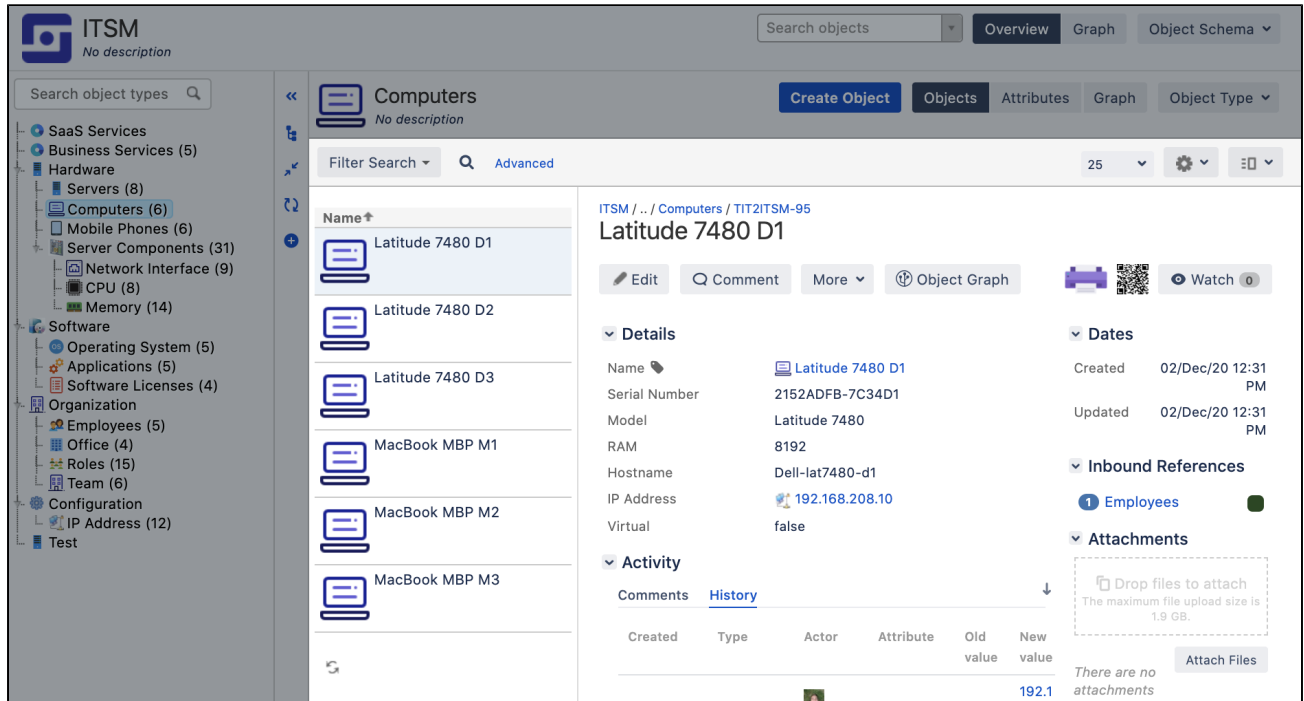 ITSM
No description
Search objects
Overview
Graph
Object Schema
Search object types
SaaS Services
Business Services (5)
Hardware
Servers (8)
Computers (6)
Mobile Phones (6)
Server Components (31)
Network Interface (9)
CPU (8)
Memory (14)
Software
Operating System (5)
Applications (5)
Software Licenses (4)
Organization
Employees (5)
Office (4)
Roles (15)
Team (6)
Configuration
IP Address (12)
Test
Computers
No description
Create Object
Objects
Attributes
Graph
Object Type
Filter Search
Advanced
25
Name
Latitude 7480 D1
Latitude 7480 D2
Latitude 7480 D3
MacBook MBP M1
MacBook MBP M2
MacBook MBP M3
ITSM / .. / Computers / TIT2ITSM-95
Latitude 7480 D1
Edit
Comment
More
Object Graph
Watch 0
Details
Name Latitude 7480 D1
Serial Number 2152ADFB-7C34D1
Model Latitude 7480
RAM 8192
Hostname Dell-lat7480-d1
IP Address 192.168.208.10
Virtual false
Activity
Comments History
Created Type Actor Attribute Old value New value
192.1
Dates
Created 02/Dec/20 12:31
PM
Updated 02/Dec/20 12:31
PM
Inbound References
1 Employees
Attachments
Drop files to attach
The maximum file upload size is
1.9 GB.
There are no
attachments
Attach Files